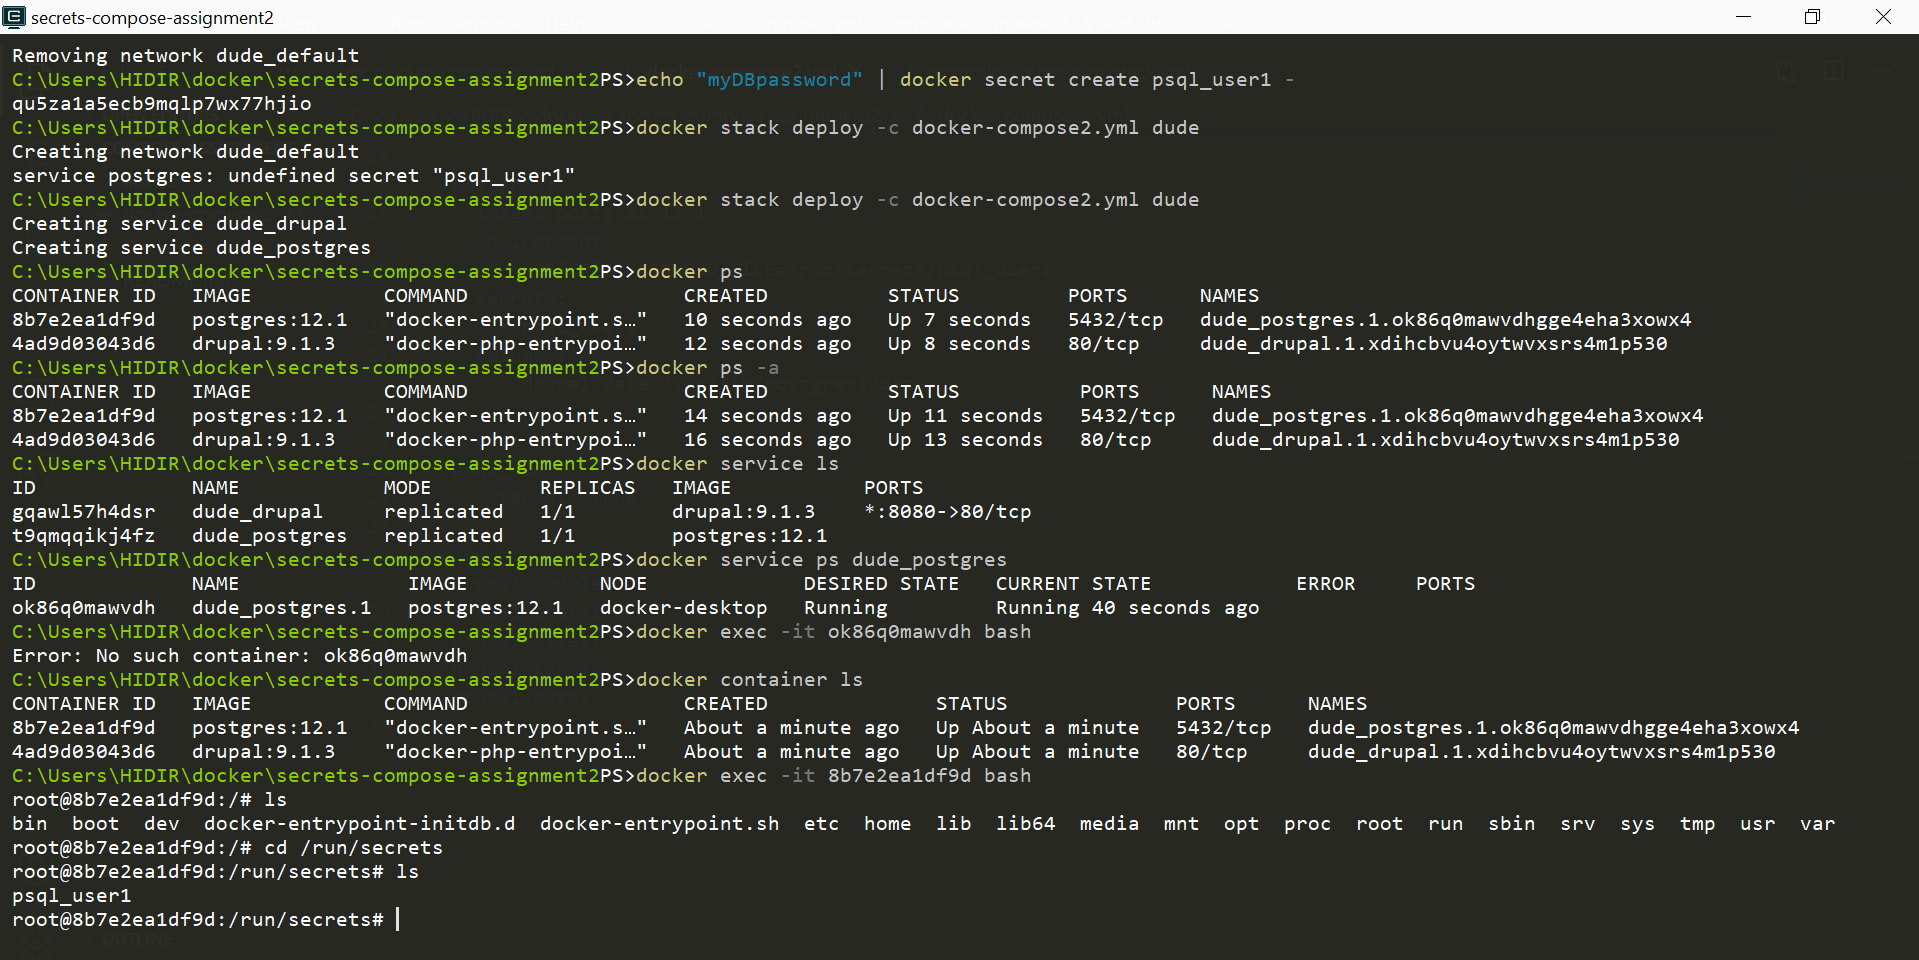 secrets-compose-assignment2
Removing network dude_default
C:\Users\HIDIR\docker\secrets-compose-assignment2PS>echo "myDBpassword" | docker secret create psql_user1 -
qu5za1a5ecb9mqlp7wx77hjio
C:\Users\HIDIR\docker\secrets-compose-assignment2PS>docker stack deploy -c docker-compose2.yml dude
Creating network dude_default
service postgres: undefined secret "psql_user1"
C:\Users\HIDIR\docker\secrets-compose-assignment2PS>docker stack deploy -c docker-compose2.yml dude
Creating service dude_drupal
Creating service dude_postgres
C:\Users\HIDIR\docker\secrets-compose-assignment2PS>docker ps
CONTAINER ID   IMAGE           COMMAND                  CREATED          STATUS         PORTS      NAMES
8b7e2ea1df9d   postgres:12.1   "docker-entrypoint.s…"   10 seconds ago   Up 7 seconds   5432/tcp   dude_postgres.1.ok86q0mawvdhgge4eha3xowx4
4ad9d03043d6   drupal:9.1.3    "docker-php-entrypoi…"   12 seconds ago   Up 8 seconds   80/tcp     dude_drupal.1.xdihcbvu4oytwvxsrs4m1p530
C:\Users\HIDIR\docker\secrets-compose-assignment2PS>docker ps -a
CONTAINER ID   IMAGE           COMMAND                  CREATED          STATUS          PORTS      NAMES
8b7e2ea1df9d   postgres:12.1   "docker-entrypoint.s…"   14 seconds ago   Up 11 seconds   5432/tcp   dude_postgres.1.ok86q0mawvdhgge4eha3xowx4
4ad9d03043d6   drupal:9.1.3    "docker-php-entrypoi…"   16 seconds ago   Up 13 seconds   80/tcp     dude_drupal.1.xdihcbvu4oytwvxsrs4m1p530
C:\Users\HIDIR\docker\secrets-compose-assignment2PS>docker service ls
ID             NAME            MODE         REPLICAS   IMAGE           PORTS
gqawl57h4dsr   dude_drupal     replicated   1/1        drupal:9.1.3    *:8080->80/tcp
t9qmqqikj4fz   dude_postgres   replicated   1/1        postgres:12.1
C:\Users\HIDIR\docker\secrets-compose-assignment2PS>docker service ps dude_postgres
ID             NAME              IMAGE           NODE             DESIRED STATE   CURRENT STATE            ERROR     PORTS
ok86q0mawvdh   dude_postgres.1   postgres:12.1   docker-desktop   Running         Running 40 seconds ago
C:\Users\HIDIR\docker\secrets-compose-assignment2PS>docker exec -it ok86q0mawvdh bash
Error: No such container: ok86q0mawvdh
C:\Users\HIDIR\docker\secrets-compose-assignment2PS>docker container ls
CONTAINER ID   IMAGE           COMMAND                  CREATED              STATUS              PORTS      NAMES
8b7e2ea1df9d   postgres:12.1   "docker-entrypoint.s…"   About a minute ago   Up About a minute   5432/tcp   dude_postgres.1.ok86q0mawvdhgge4eha3xowx4
4ad9d03043d6   drupal:9.1.3    "docker-php-entrypoi…"   About a minute ago   Up About a minute   80/tcp     dude_drupal.1.xdihcbvu4oytwvxsrs4m1p530
C:\Users\HIDIR\docker\secrets-compose-assignment2PS>docker exec -it 8b7e2ea1df9d bash
root@8b7e2ea1df9d:/# ls
bin  boot  dev  docker-entrypoint-initdb.d  docker-entrypoint.sh  etc  home  lib  lib64  media  mnt  opt  proc  root  run  sbin  srv  sys  tmp  usr  var
root@8b7e2ea1df9d:/# cd /run/secrets
root@8b7e2ea1df9d:/run/secrets# ls
psql_user1
root@8b7e2ea1df9d:/run/secrets#
OUTLINE